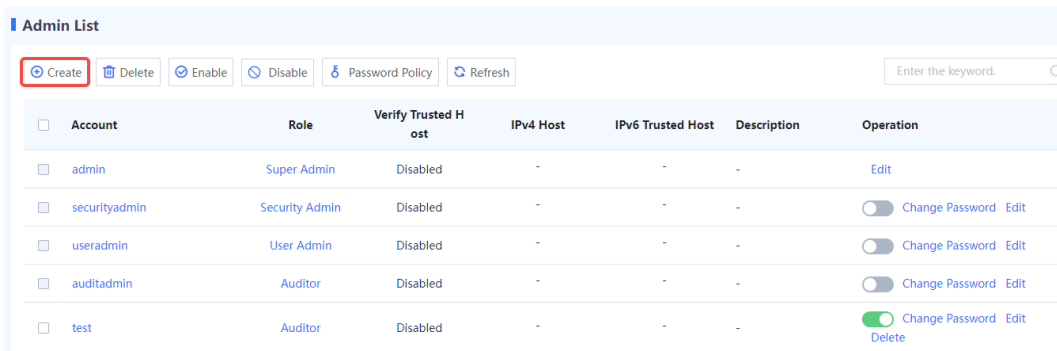 Admin List
Create Delete Enable Disable Password Policy Refresh Enter the keyword.
Account Role Verify Trusted H IPv4 Host IPv6 Trusted Host Description Operation
ost
admin Super Admin Disabled - - - Edit
securityadmin Security Admin Disabled - - - Change Password Edit
useradmin User Admin Disabled - - - Change Password Edit
auditadmin Auditor Disabled - - - Change Password Edit
test Auditor Disabled - - - Change Password Edit
Delete